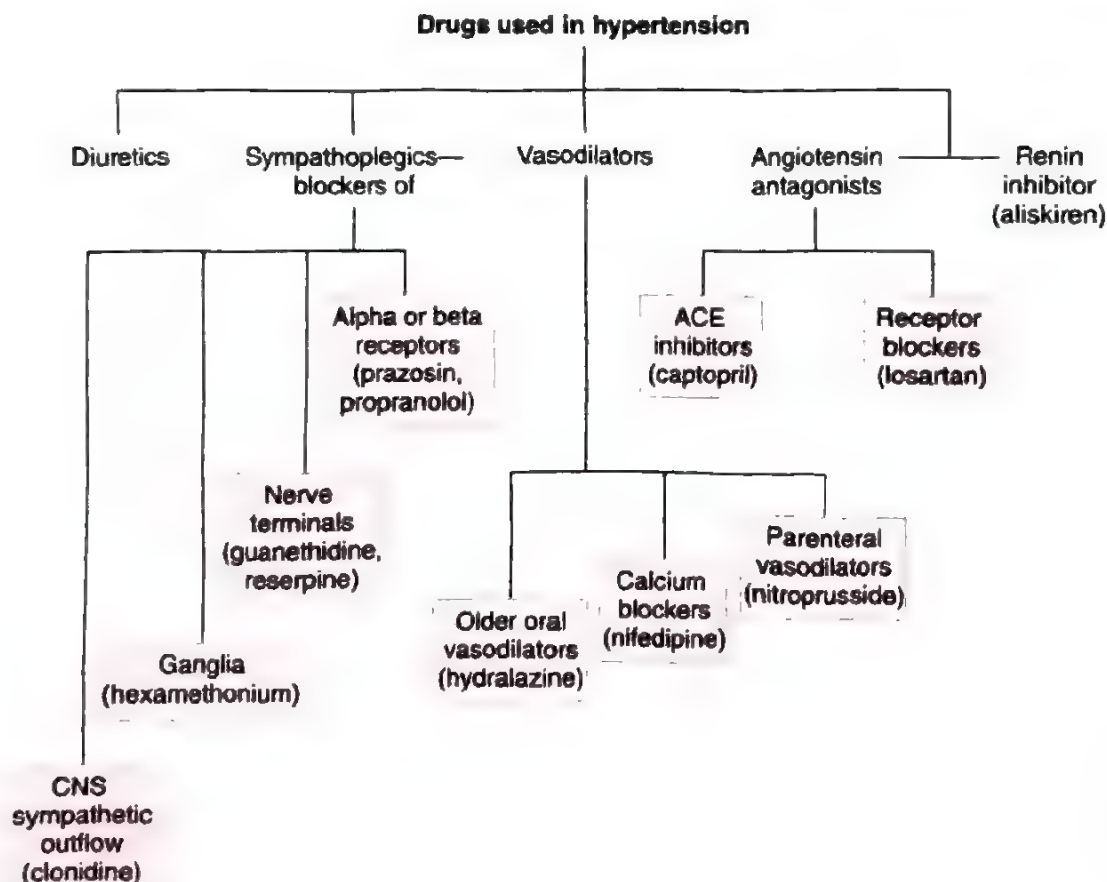 Drugs used in hypertension
Diuretics
Sympathoplegics—
blockers of
Vasodilators
Angiotensin
antagonists
Renin
inhibitor
(aliskiren)
Alpha or beta
receptors
(prazosin,
propranolol)
ACE
inhibitors
(captopril)
Receptor
blockers
(losartan)
Nerve
terminals
(guanethidine,
reserpine)
Parenteral
vasodilators
(nitroprusside)
Calcium
blockers
(nifedipine)
Older oral
vasodilators
(hydralazine)
Ganglia
(hexamethonium)
CNS
sympathetic
outflow
(clonidine)